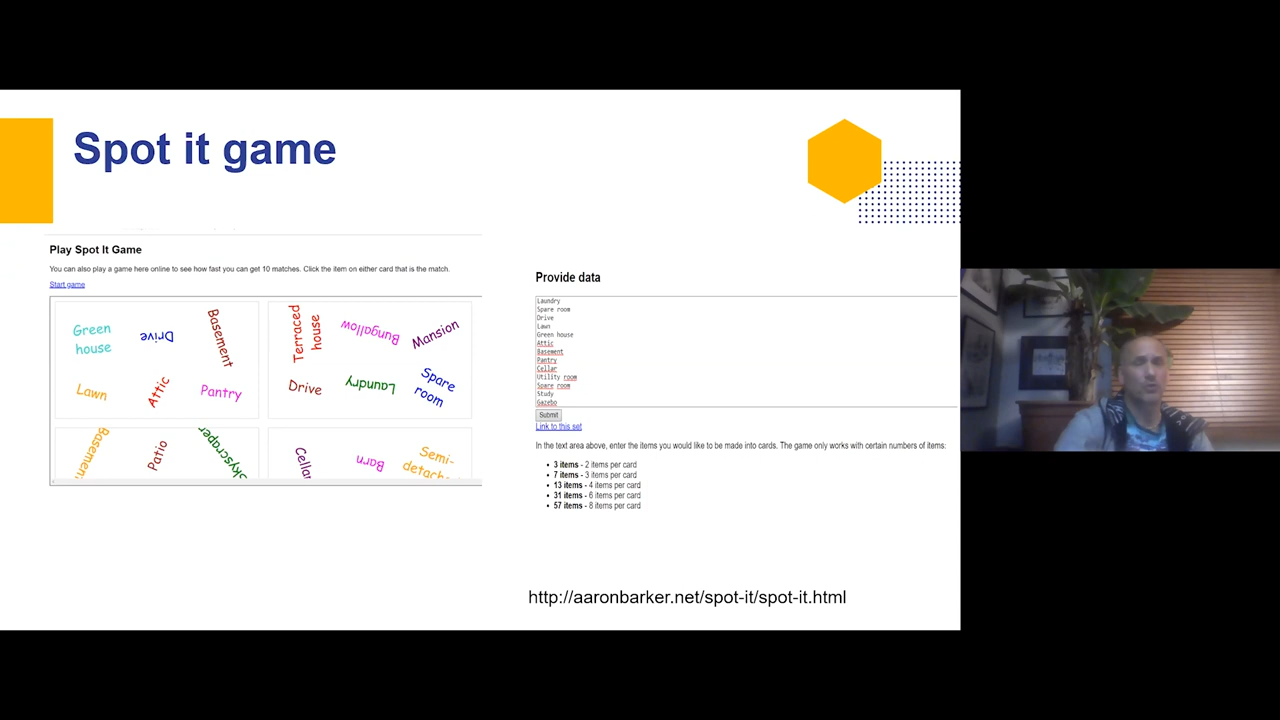 Spot it game
Play Spot It Game
You can also play a game here online to see how fast you can get 10 matches. Click the item on either card that is the match.
Start game
Green
house
Drive
Basement
Lawn
Attic
Pantry
Terraced
house
Bungallow
Mansion
Drive
Laundry
Spare
room
Basement
Patio
Skyscraper
Cellar
Barn
Semi-
detach
Provide data
Laundry
Spare room
Drive
Lawn
Green house
Attic
Basement
Pantry
Cellar
Utility room
Spare room
Study
Gazebo
Submit
Link to this set
In the text area above, enter the items you would like to be made into cards. The game only works with certain numbers of items:
• 3 items - 2 items per card
• 7 items - 3 items per card
• 13 items - 4 items per card
• 31 items - 6 items per card
• 57 items - 8 items per card
http://aaronbarker.net/spot-it/spot-it.html